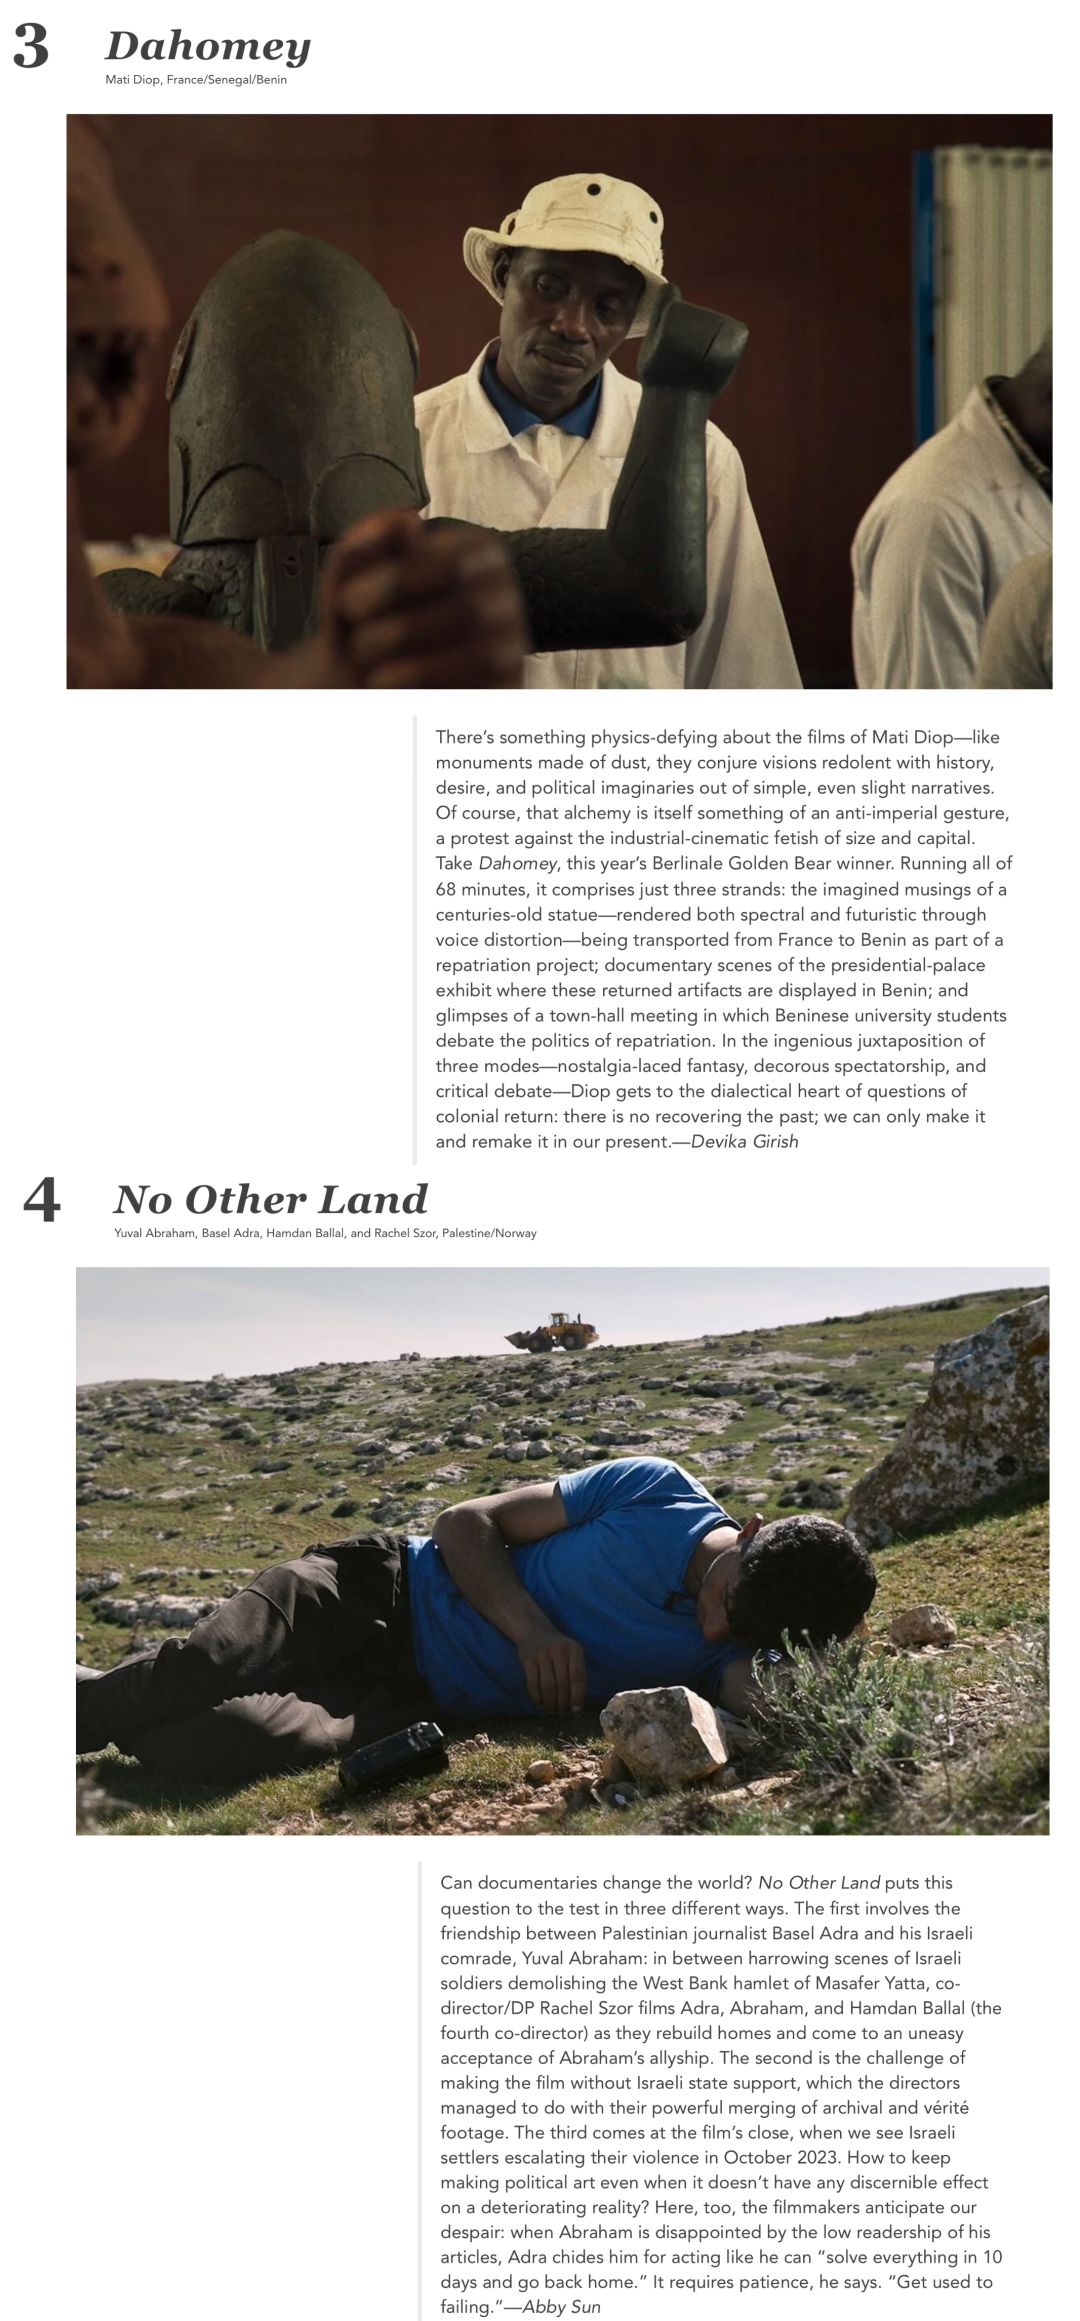 3 Dahomey
Mati Diop, France/Senegal/Benin
There’s something physics-defying about the films of Mati Diop—like
monuments made of dust, they conjure visions redolent with history,
desire, and political imaginaries out of simple, even slight narratives.
Of course, that alchemy is itself something of an anti-imperial gesture,
a protest against the industrial-cinematic fetish of size and capital.
Take Dahomey, this year’s Berlinale Golden Bear winner. Running all of
68 minutes, it comprises just three strands: the imagined musings of a
centuries-old statue—rendered both spectral and futuristic through
voice distortion—being transported from France to Benin as part of a
repatriation project; documentary scenes of the presidential-palace
exhibit where these returned artifacts are displayed in Benin; and
glimpses of a town-hall meeting in which Beninese university students
debate the politics of repatriation. In the ingenious juxtaposition of
three modes—nostalgia-laced fantasy, decorous spectatorship, and
critical debate—Diop gets to the dialectical heart of questions of
colonial return: there is no recovering the past; we can only make it
and remake it in our present.—Devika Girish
4 No Other Land
Yuval Abraham, Basel Adra, Hamdan Ballal, and Rachel Szor, Palestine/Norway
Can documentaries change the world? No Other Land puts this
question to the test in three different ways. The first involves the
friendship between Palestinian journalist Basel Adra and his Israeli
comrade, Yuval Abraham: in between harrowing scenes of Israeli
soldiers demolishing the West Bank hamlet of Masafer Yatta, co-
director/DP Rachel Szor films Adra, Abraham, and Hamdan Ballal (the
fourth co-director) as they rebuild homes and come to an uneasy
acceptance of Abraham’s allyship. The second is the challenge of
making the film without Israeli state support, which the directors
managed to do with their powerful merging of archival and vérité
footage. The third comes at the film’s close, when we see Israeli
settlers escalating their violence in October 2023. How to keep
making political art even when it doesn’t have any discernible effect
on a deteriorating reality? Here, too, the filmmakers anticipate our
despair: when Abraham is disappointed by the low readership of his
articles, Adra chides him for acting like he can “solve everything in 10
days and go back home.” It requires patience, he says. “Get used to
failing.”—Abby Sun